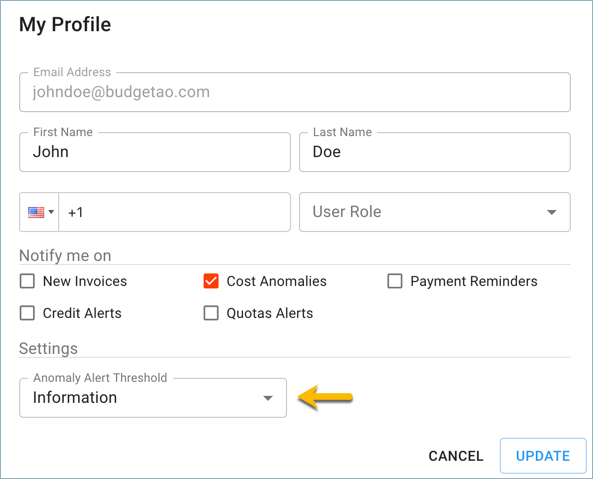 My Profile
Email Address
johndoe@budgetao.com
First Name
Last Name
John
Doe
+1
User Role
Notify me on
New Invoices
Cost Anomalies
Payment Reminders
Credit Alerts
Quotas Alerts
Settings
Anomaly Alert Threshold
Information
CANCEL
UPDATE